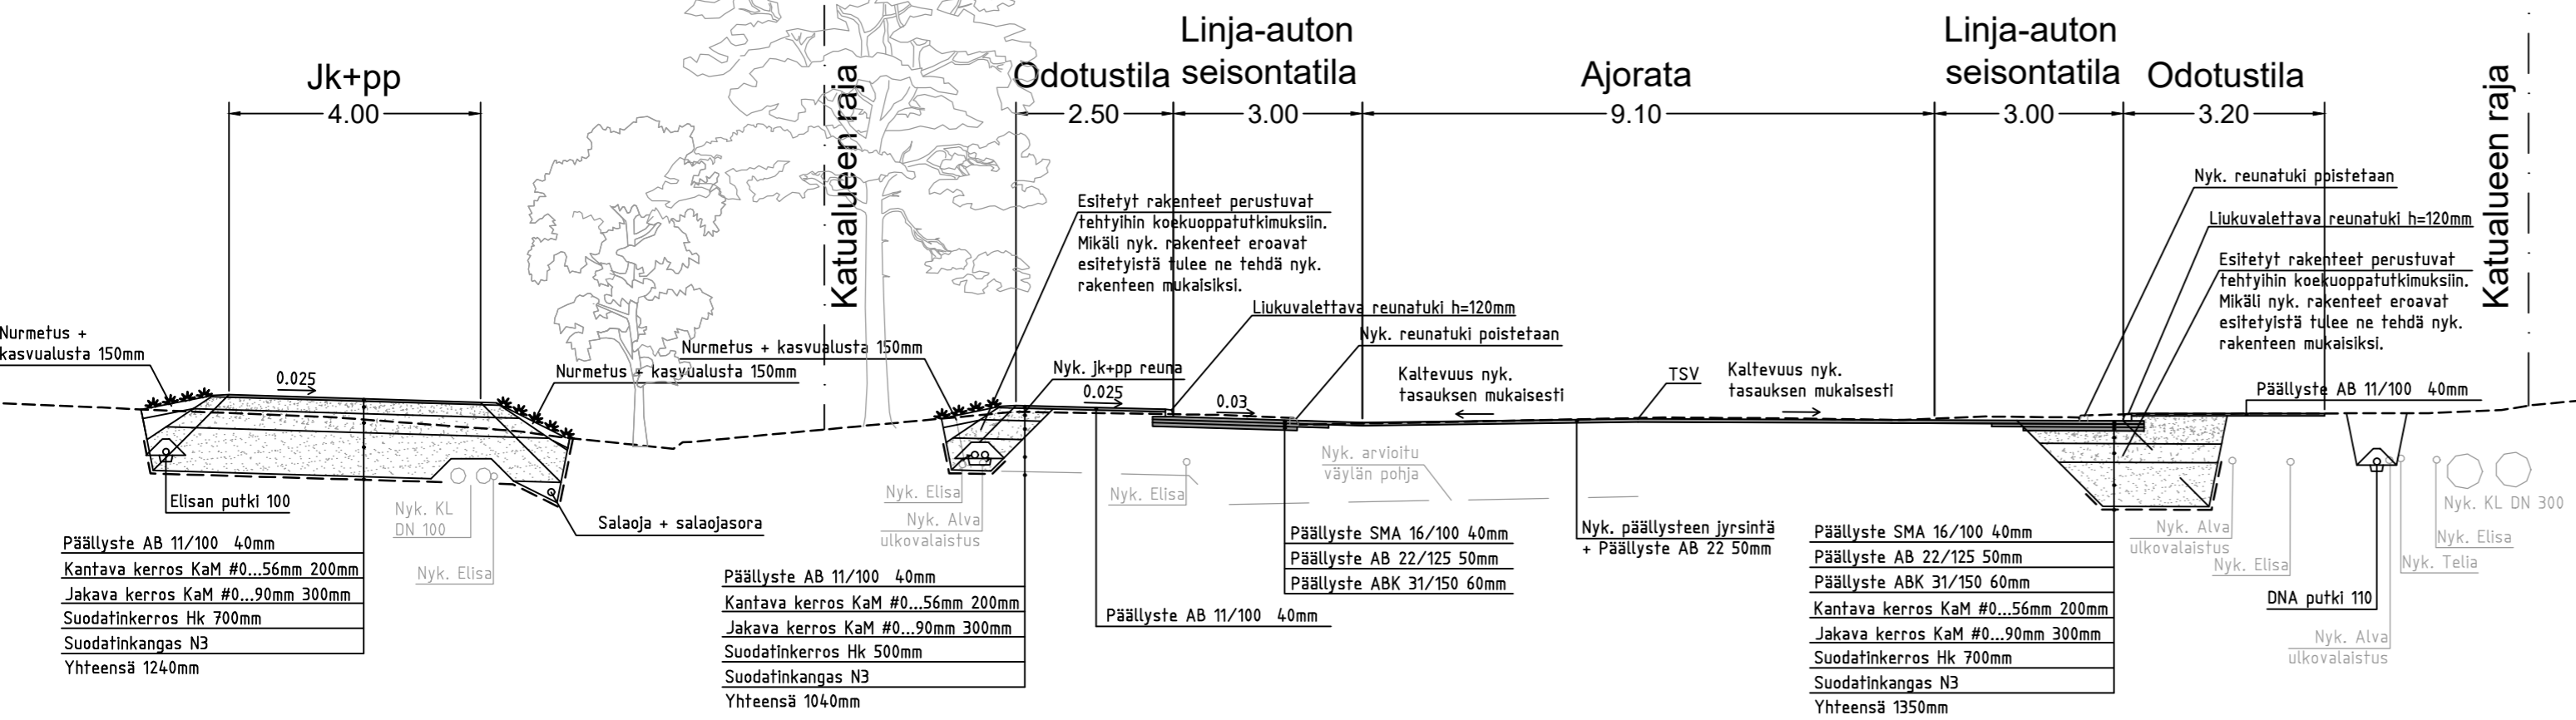 Jk+pp
4.00
Katualueen raja
Odotustila
2.50
Linja-auton
seisontatila
3.00
Ajorata
9.10
Linja-auton
seisontatila
3.00
Odotustila
3.20
Katualueen raja
Nurmetus +
kasvualusta 150mm
0.025
Nurmetus + kasvualusta 150mm
Nurmetus + kasvualusta 150mm
Esitetyt rakenteet perustuvat
tehtyihin koekuoppatutkimuksiin.
Mikäli nyk. rakenteet eroavat
esitetyistä tulee ne tehdä nyk.
rakenteen mukaisiksi.
Liukuvalettava reunatuki h=120mm
Nyk. reunatuki poistetaan
Nyk. jk+pp reuna
0.025
0.03
Kaltevuus nyk.
tasauksen mukaisesti
TSV
Kaltevuus nyk.
tasauksen mukaisesti
Nyk. reunatuki poistetaan
Liukuvalettava reunatuki h=120mm
Esitetyt rakenteet perustuvat
tehtyihin koekuoppatutkimuksiin.
Mikäli nyk. rakenteet eroavat
esitetyistä tulee ne tehdä nyk.
rakenteen mukaisiksi.
Päällyste AB 11/100 40mm
Elisan putki 100
Nyk. KL
DN 100
Nyk. Elisa
Salaoja + salaojasora
Päällyste AB 11/100 40mm
Kantava kerros KaM #0...56mm 200mm
Jakava kerros KaM #0...90mm 300mm
Suodatinkerros Hk 700mm
Suodatinkangas N3
Yhteensä 1240mm
Nyk. Elisa
Nyk. Alva
ulkovalaistus
Nyk. Elisa
Nyk. arvioitu
väylän pohja
Päällyste AB 11/100 40mm
Kantava kerros KaM #0...56mm 200mm
Jakava kerros KaM #0...90mm 300mm
Suodatinkerros Hk 500mm
Suodatinkangas N3
Yhteensä 1040mm
Päällyste AB 11/100 40mm
Päällyste SMA 16/100 40mm
Päällyste AB 22/125 50mm
Päällyste ABK 31/150 60mm
Nyk. päällysteen jyrsintä
+ Päällyste AB 22 50mm
Päällyste SMA 16/100 40mm
Päällyste AB 22/125 50mm
Päällyste ABK 31/150 60mm
Kantava kerros KaM #0...56mm 200mm
Jakava kerros KaM #0...90mm 300mm
Suodatinkerros Hk 700mm
Suodatinkangas N3
Yhteensä 1350mm
Nyk. Alva
ulkovalaistus
Nyk. Elisa
DNA putki 110
Nyk. Alva
ulkovalaistus
Nyk. Telia
Nyk. Elisa
Nyk. KL DN 300